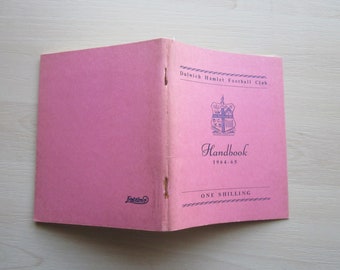 Dulwich Hamlet Football Club
Handbook
1964-65
ONE SHILLING